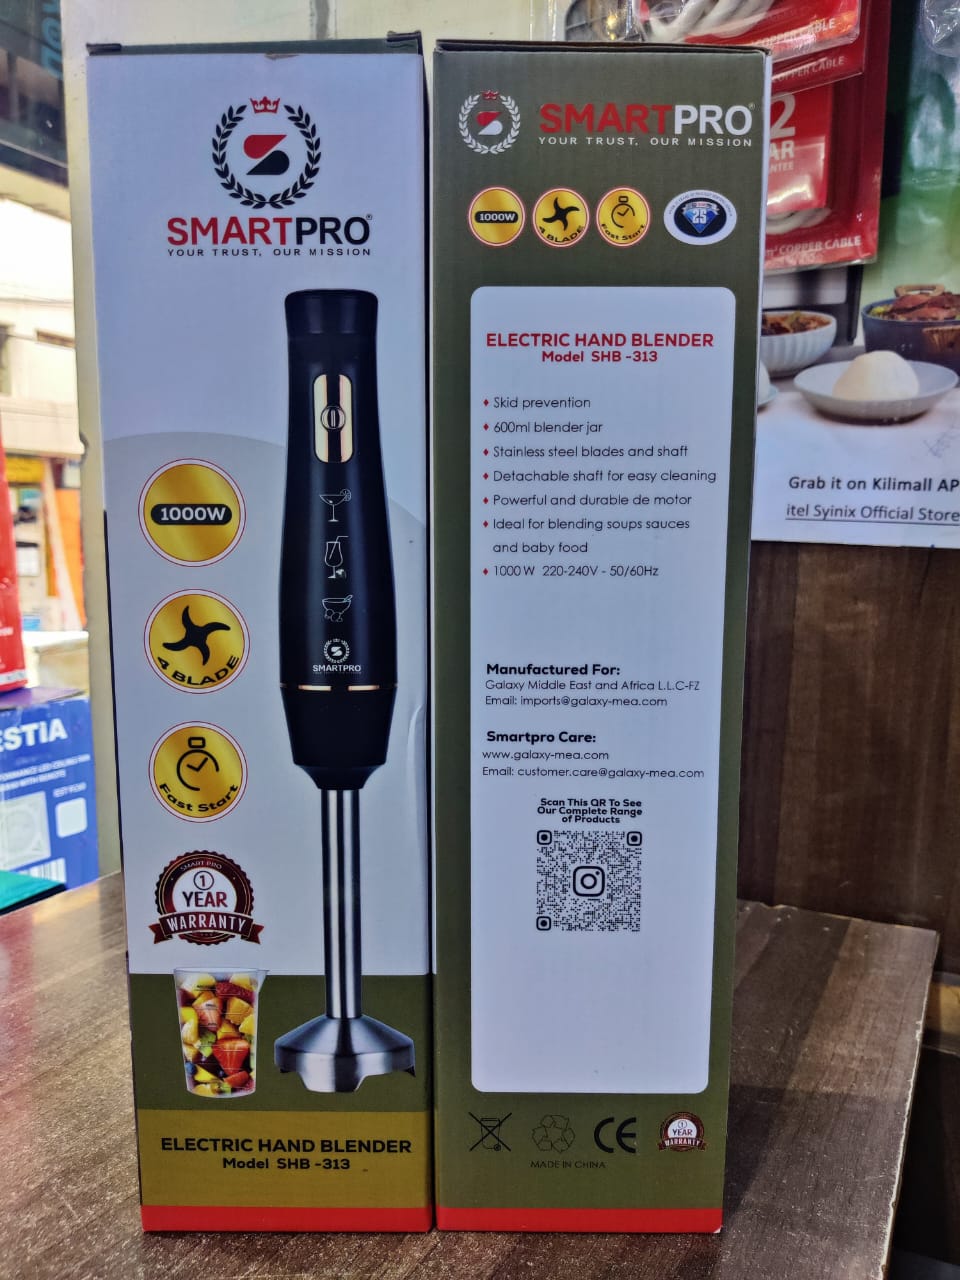 SMARTPRO
YOUR TRUST, OUR MISSION
1000W
4 BLADE
Fast Start
SMART PRO
1
YEAR
WARRANTY
SMARTPRO
ELECTRIC HAND BLENDER
Model SHB -313
SMARTPRO
YOUR TRUST, OUR MISSION
1000W
4 BLADE
Fast Start
25
ELECTRIC HAND BLENDER
Model SHB -313
Skid prevention
600ml blender jar
Stainless steel blades and shaft
Detachable shaft for easy cleaning
Powerful and durable de motor
Ideal for blending soups sauces
and baby food
1000 W 220-240V - 50/60Hz
Manufactured For:
Galaxy Middle East and Africa L.L.C-FZ
Email: imports@galaxy-mea.com
Smartpro Care:
www.galaxy-mea.com
Email: customer.care@galaxy-mea.com
Scan This QR To See
Our Complete Range
of Products
CE
1
YEAR
WARRANTY
MADE IN CHINA
COPPER CABLE
COPPER CABLE
2
COPPER CABLE
Grab it on Kilimall AP
itel Syinix Official Store
ESTIA